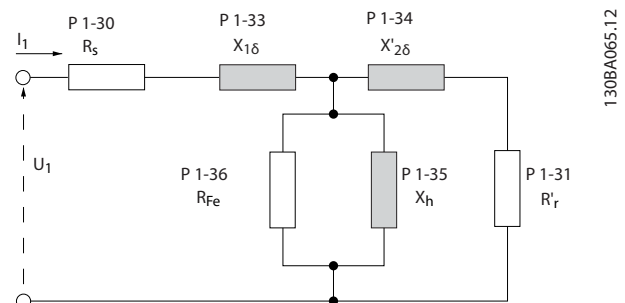 P 1-30
Rs
P 1-33
X1δ
P 1-34
X'2δ
I1
U1
P 1-36
RFe
P 1-35
Xh
P 1-31
R'r
130BA065.12